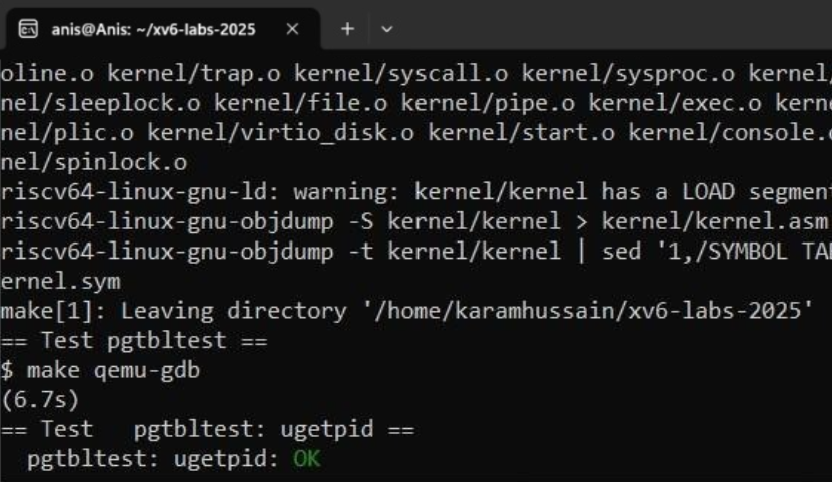 anis@Anis: ~/xv6-labs-2025
oline.o kernel/trap.o kernel/syscall.o kernel/sysproc.o kernel/
nel/sleeplock.o kernel/file.o kernel/pipe.o kernel/exec.o kern
nel/plic.o kernel/virtio_disk.o kernel/start.o kernel/console.
nel/spinlock.o
riscv64-linux-gnu-ld: warning: kernel/kernel has a LOAD segment
riscv64-linux-gnu-objdump -S kernel/kernel > kernel/kernel.asm
riscv64-linux-gnu-objdump -t kernel/kernel | sed '1,/SYMBOL TAB
ernel.sym
make[1]: Leaving directory '/home/karamhussain/xv6-labs-2025'
== Test pgtbltest ==
$ make qemu-gdb
(6.7s)
== Test   pgtbltest: ugetpid ==
  pgtbltest: ugetpid: OK